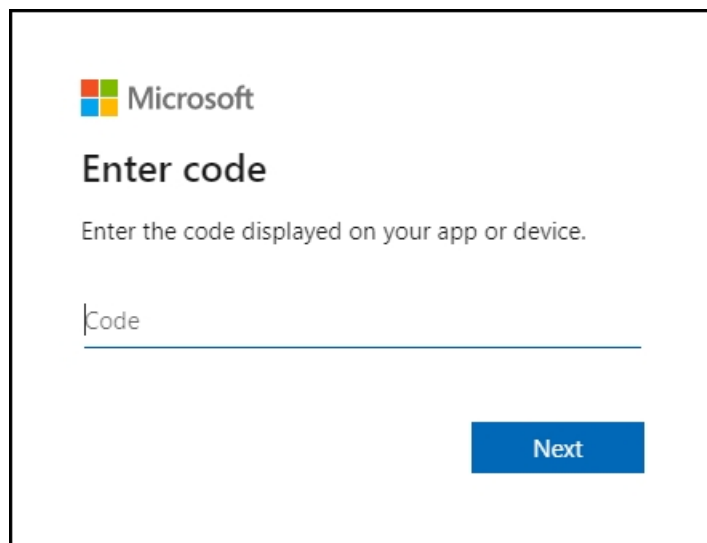 Microsoft
Enter code
Enter the code displayed on your app or device.
Code
Next